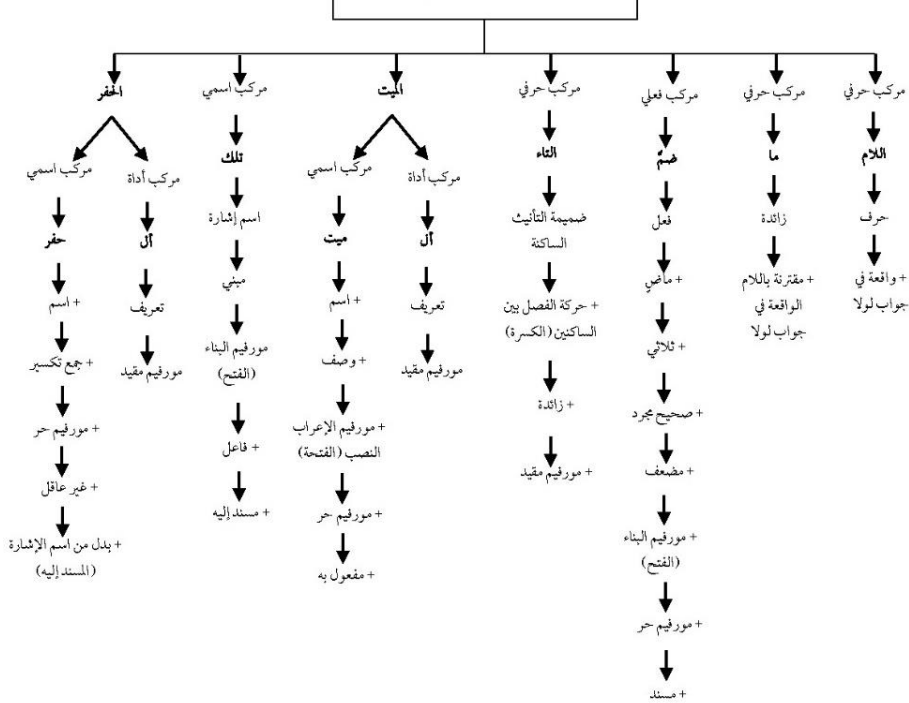 مركب حرفي
اللام
حرف
+ واقعة في
جواب لولا
مركب حرفي
ما
زائدة
+ مقترنة باللام
الواقعة في
جواب لولا
مركب فعلي
ضمّ
فعل
+ ماضٍ
+ ثلاثي
+ صحيح مجرد
+ مضعف
+ مورفيم البناء
(الفتح)
+ مورفيم حر
+ مسند
مركب حرفي
التاء
ضميمة التأنيث
الساكنة
+ حركة الفصل بين
الساكنين (الكسرة)
+ زائدة
+ مورفيم مقيد
الميت
مركب أداة
أل
تعريف
مورفيم مقيد
مركب اسمي
ميت
+ اسم
+ وصف
+ مورفيم الإعراب
النصب (الفتحة)
+ مورفيم حر
+ مفعول به
مركب اسمي
تلك
اسم إشارة
مبني
مورفيم البناء
(الفتح)
+ فاعل
+ مسند إليه
الحفر
مركب أداة
أل
تعريف
مورفيم مقيد
مركب اسمي
حفر
+ اسم
+ جمع تكسير
+ مورفيم حر
+ غير عاقل
+ بدل من اسم الإشارة
(المسند إليه)